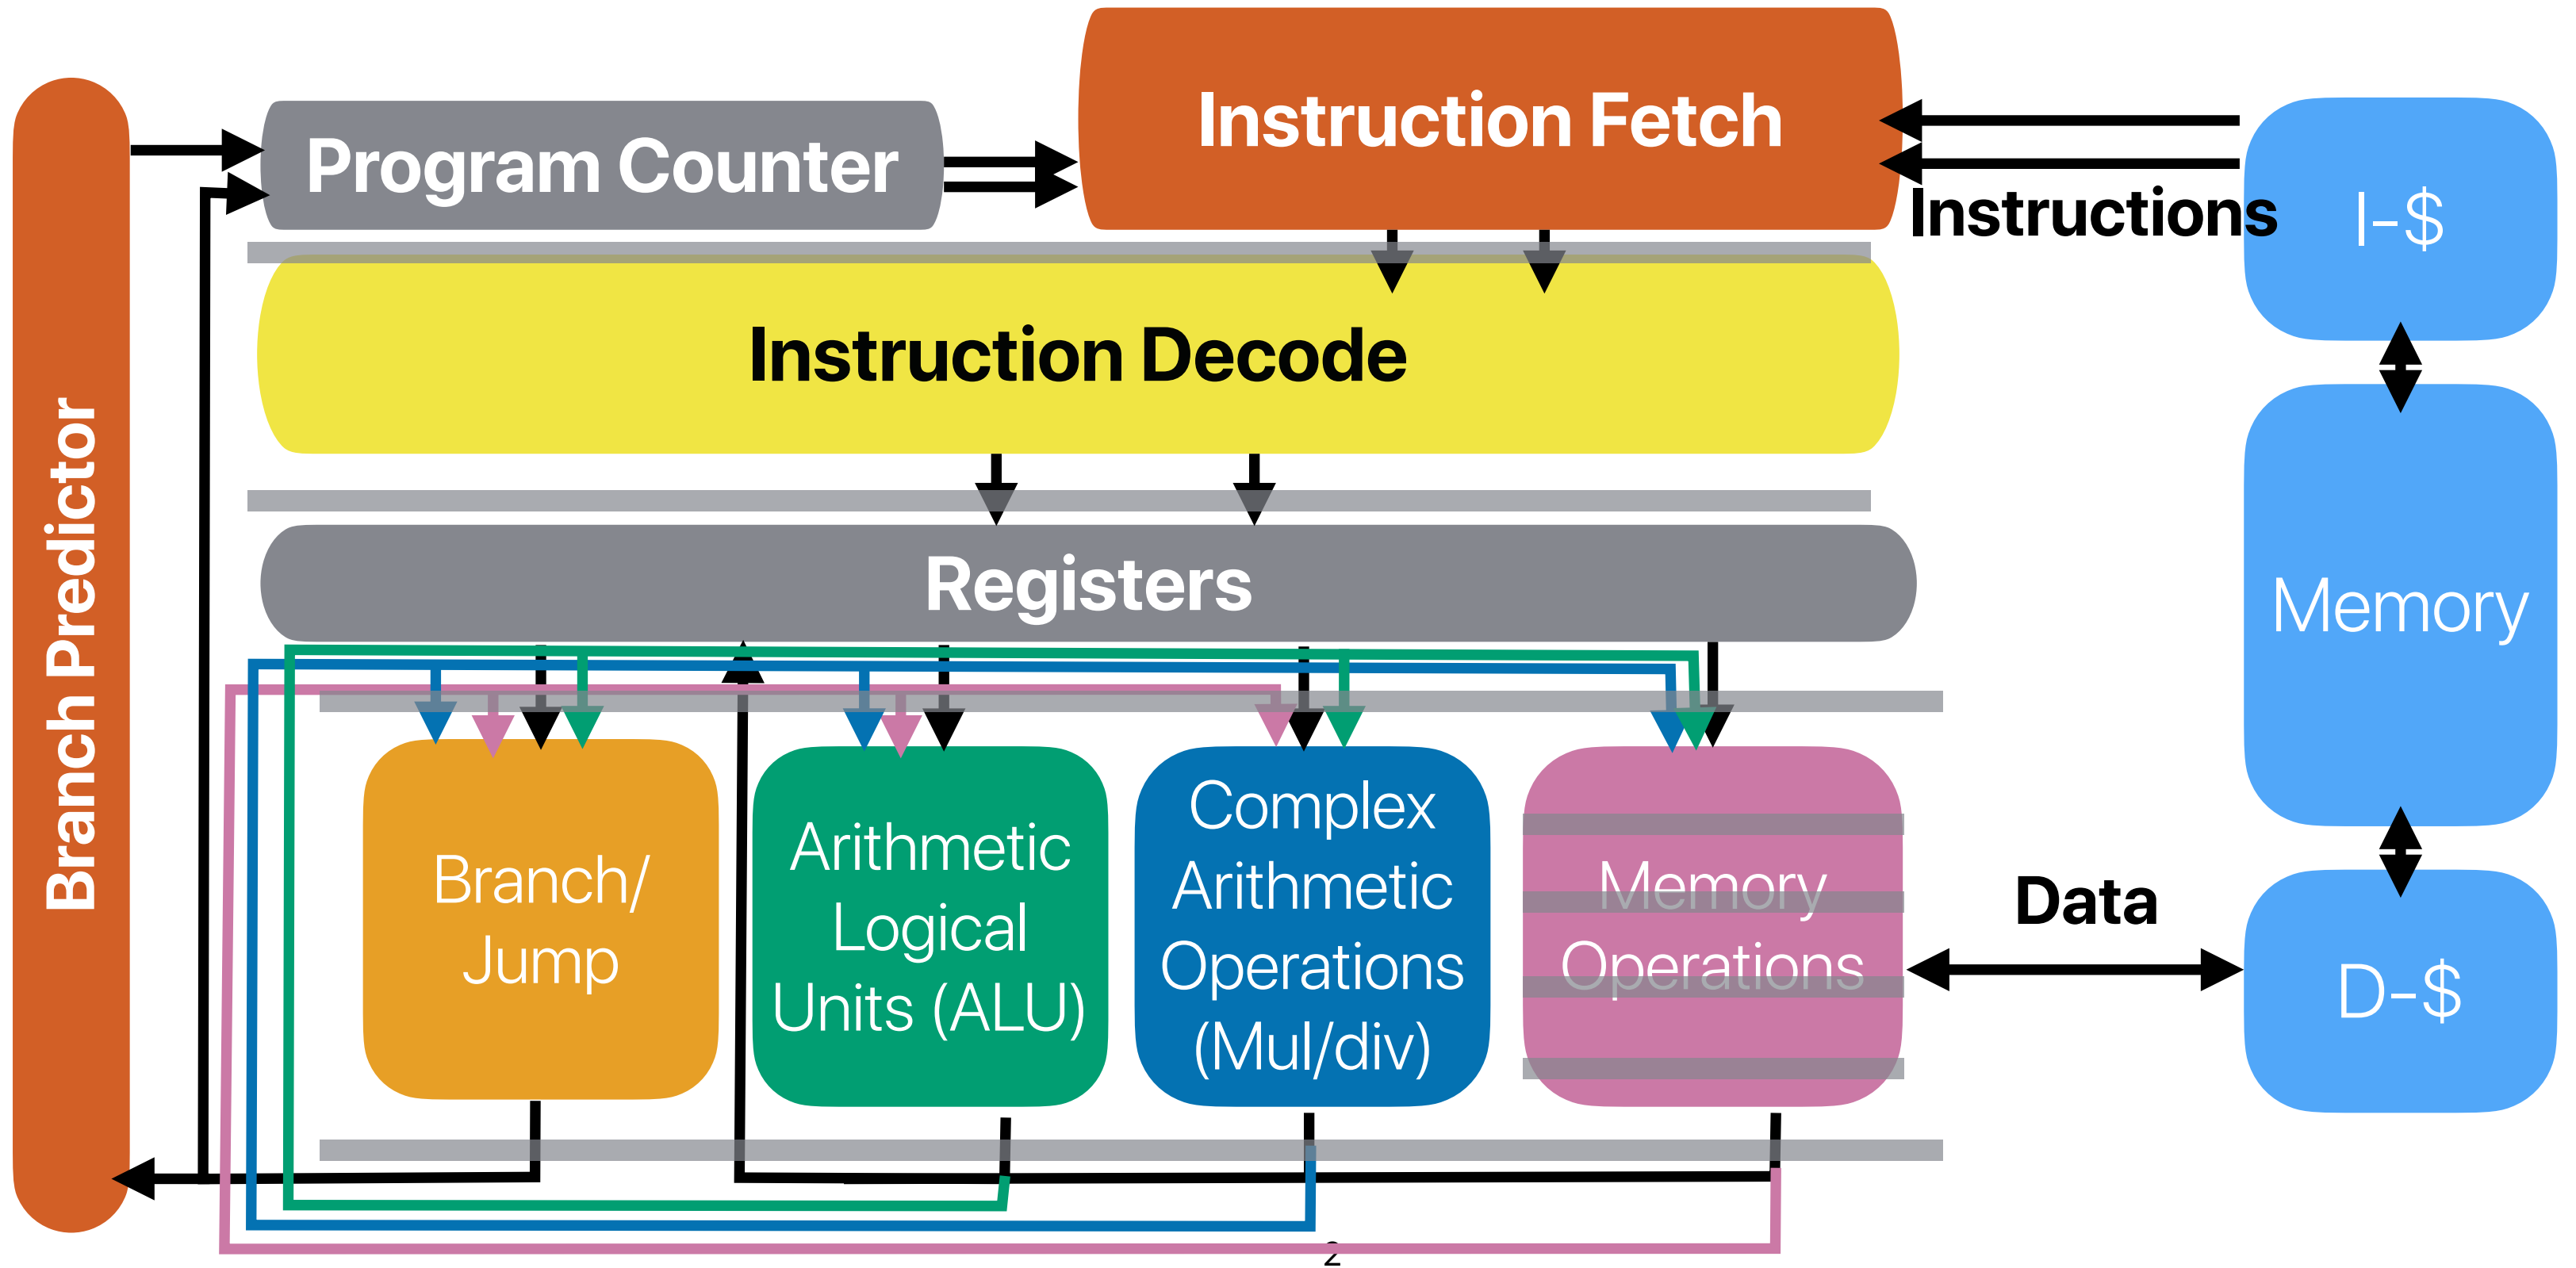 Instruction Fetch
Program Counter
Instructions
I-$
Instruction Decode
Branch Predictor
Registers
Memory
Branch/
Jump
Arithmetic
Logical
Units (ALU)
Complex
Arithmetic
Operations
(Mul/div)
Memory
Operations
Data
D-$
2